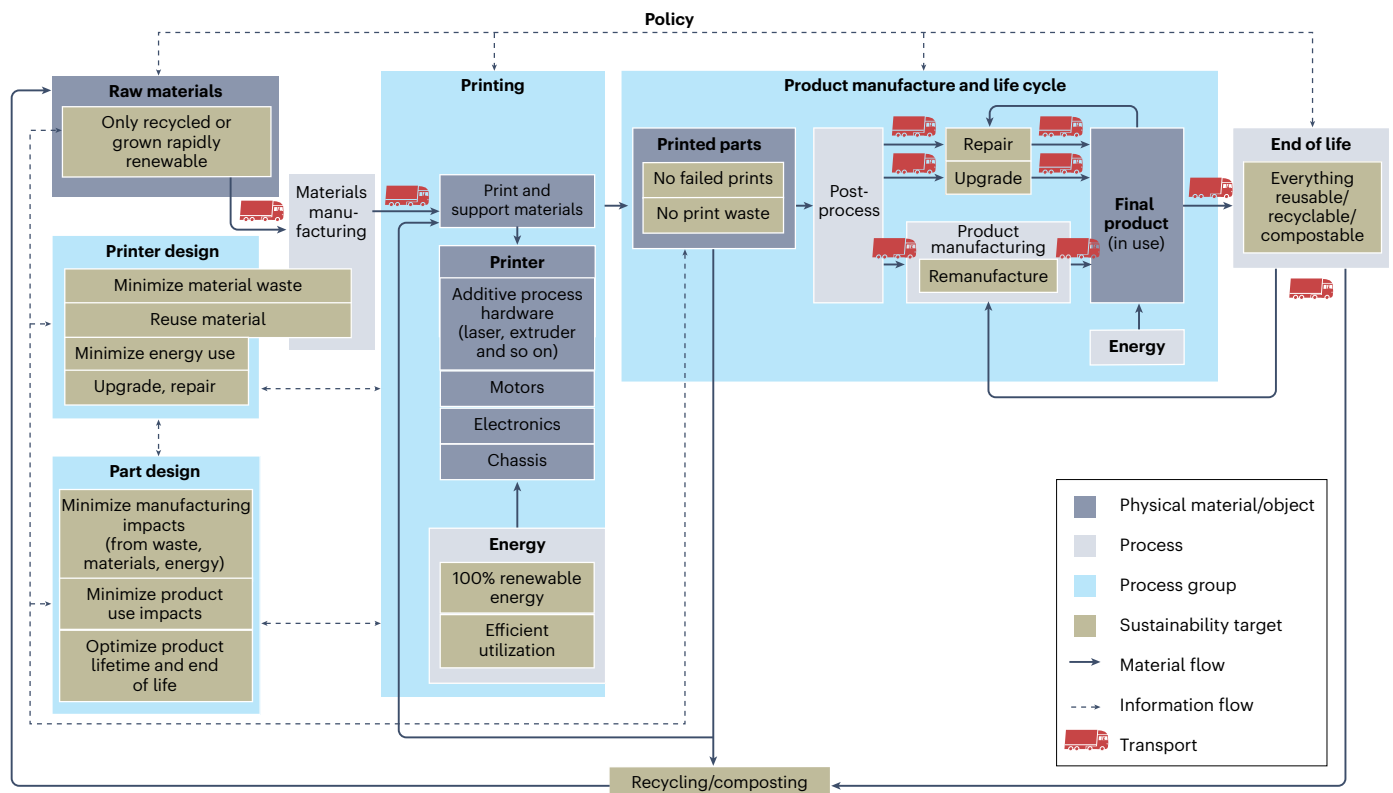 Policy
Raw materials
Only recycled or
grown rapidly
renewable
Materials
manu-
facturing
Printer design
Minimize material waste
Reuse material
Minimize energy use
Upgrade, repair
Part design
Minimize manufacturing
impacts
(from waste,
materials, energy)
Minimize product
use impacts
Optimize product
lifetime and end
of life
Printing
Print and
support materials
Printer
Additive process
hardware
(laser, extruder
and so on)
Motors
Electronics
Chassis
Energy
100% renewable
energy
Efficient
utilization
Product manufacture and life cycle
Printed parts
No failed prints
No print waste
Post-
process
Repair
Upgrade
Product
manufacturing
Remanufacture
Final
product
(in use)
Energy
End of life
Everything
reusable/
recyclable/
compostable
Physical material/object
Process
Process group
Sustainability target
Material flow
Information flow
Transport
Recycling/composting